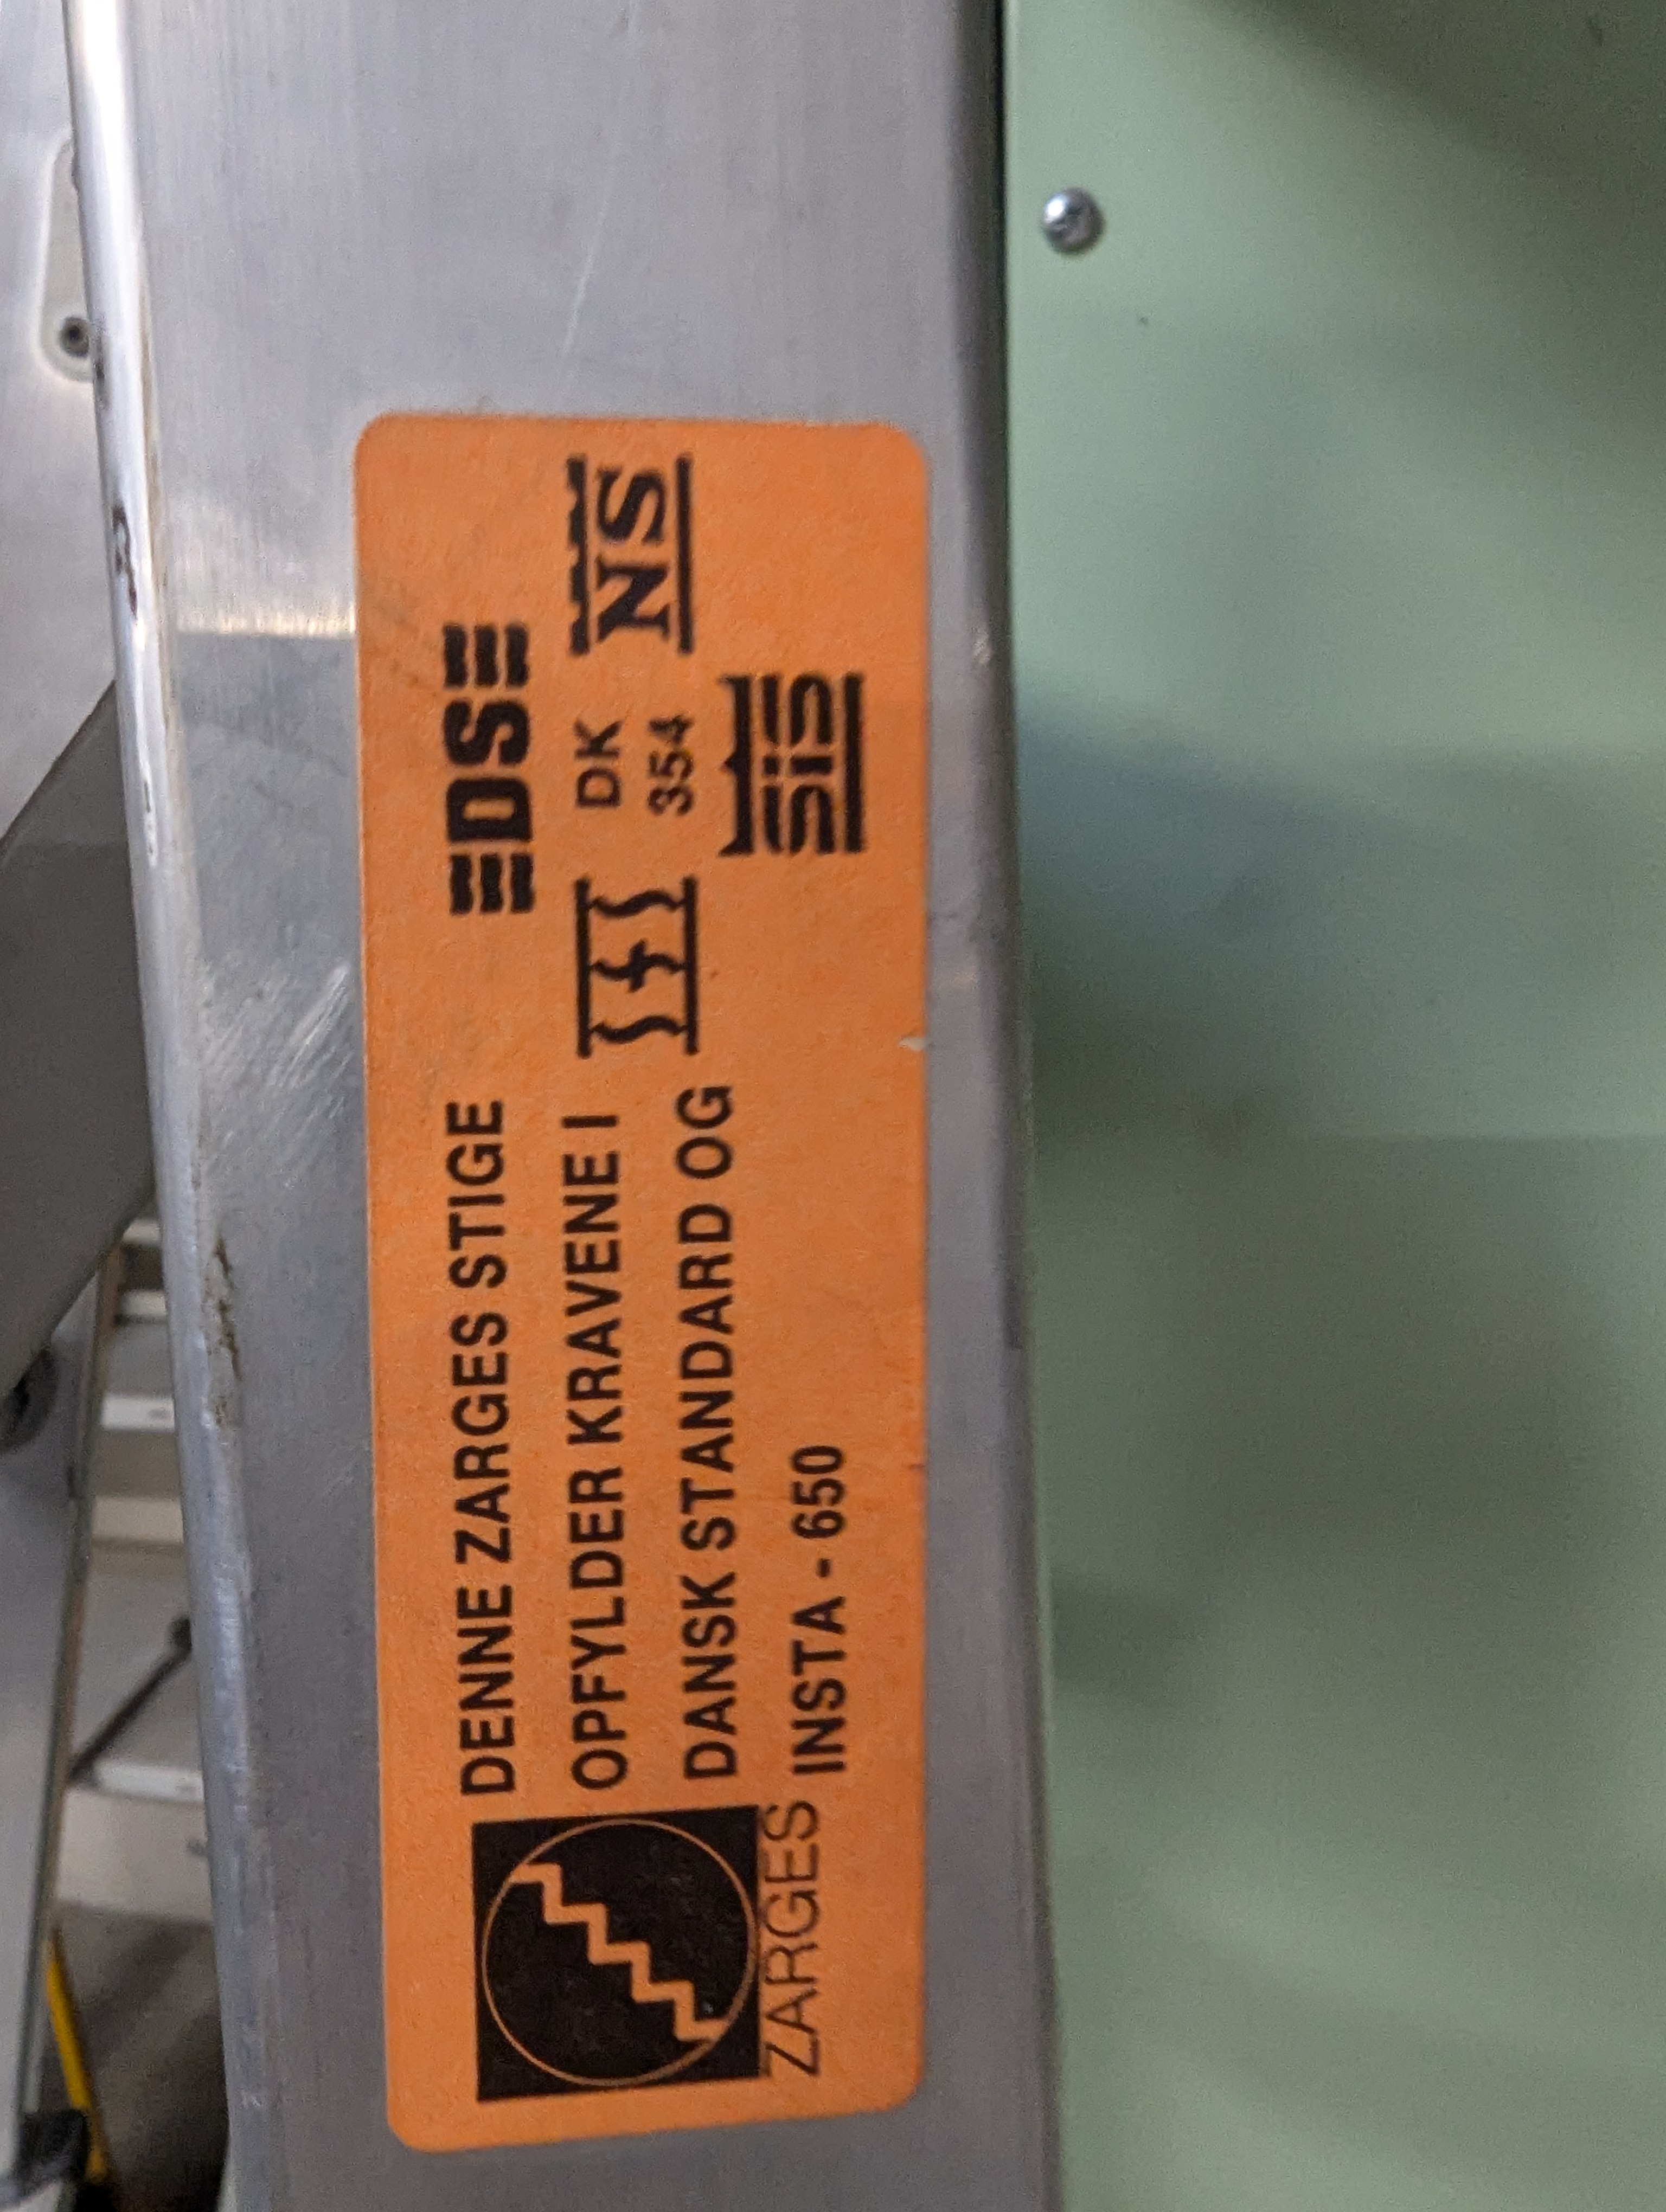 DENNE ZARGES STIGE
OPFYLDER KRAVENE I
DANSK STANDARD OG
INSTA - 650
ZARGES
DS
DK
354
NS
SiS